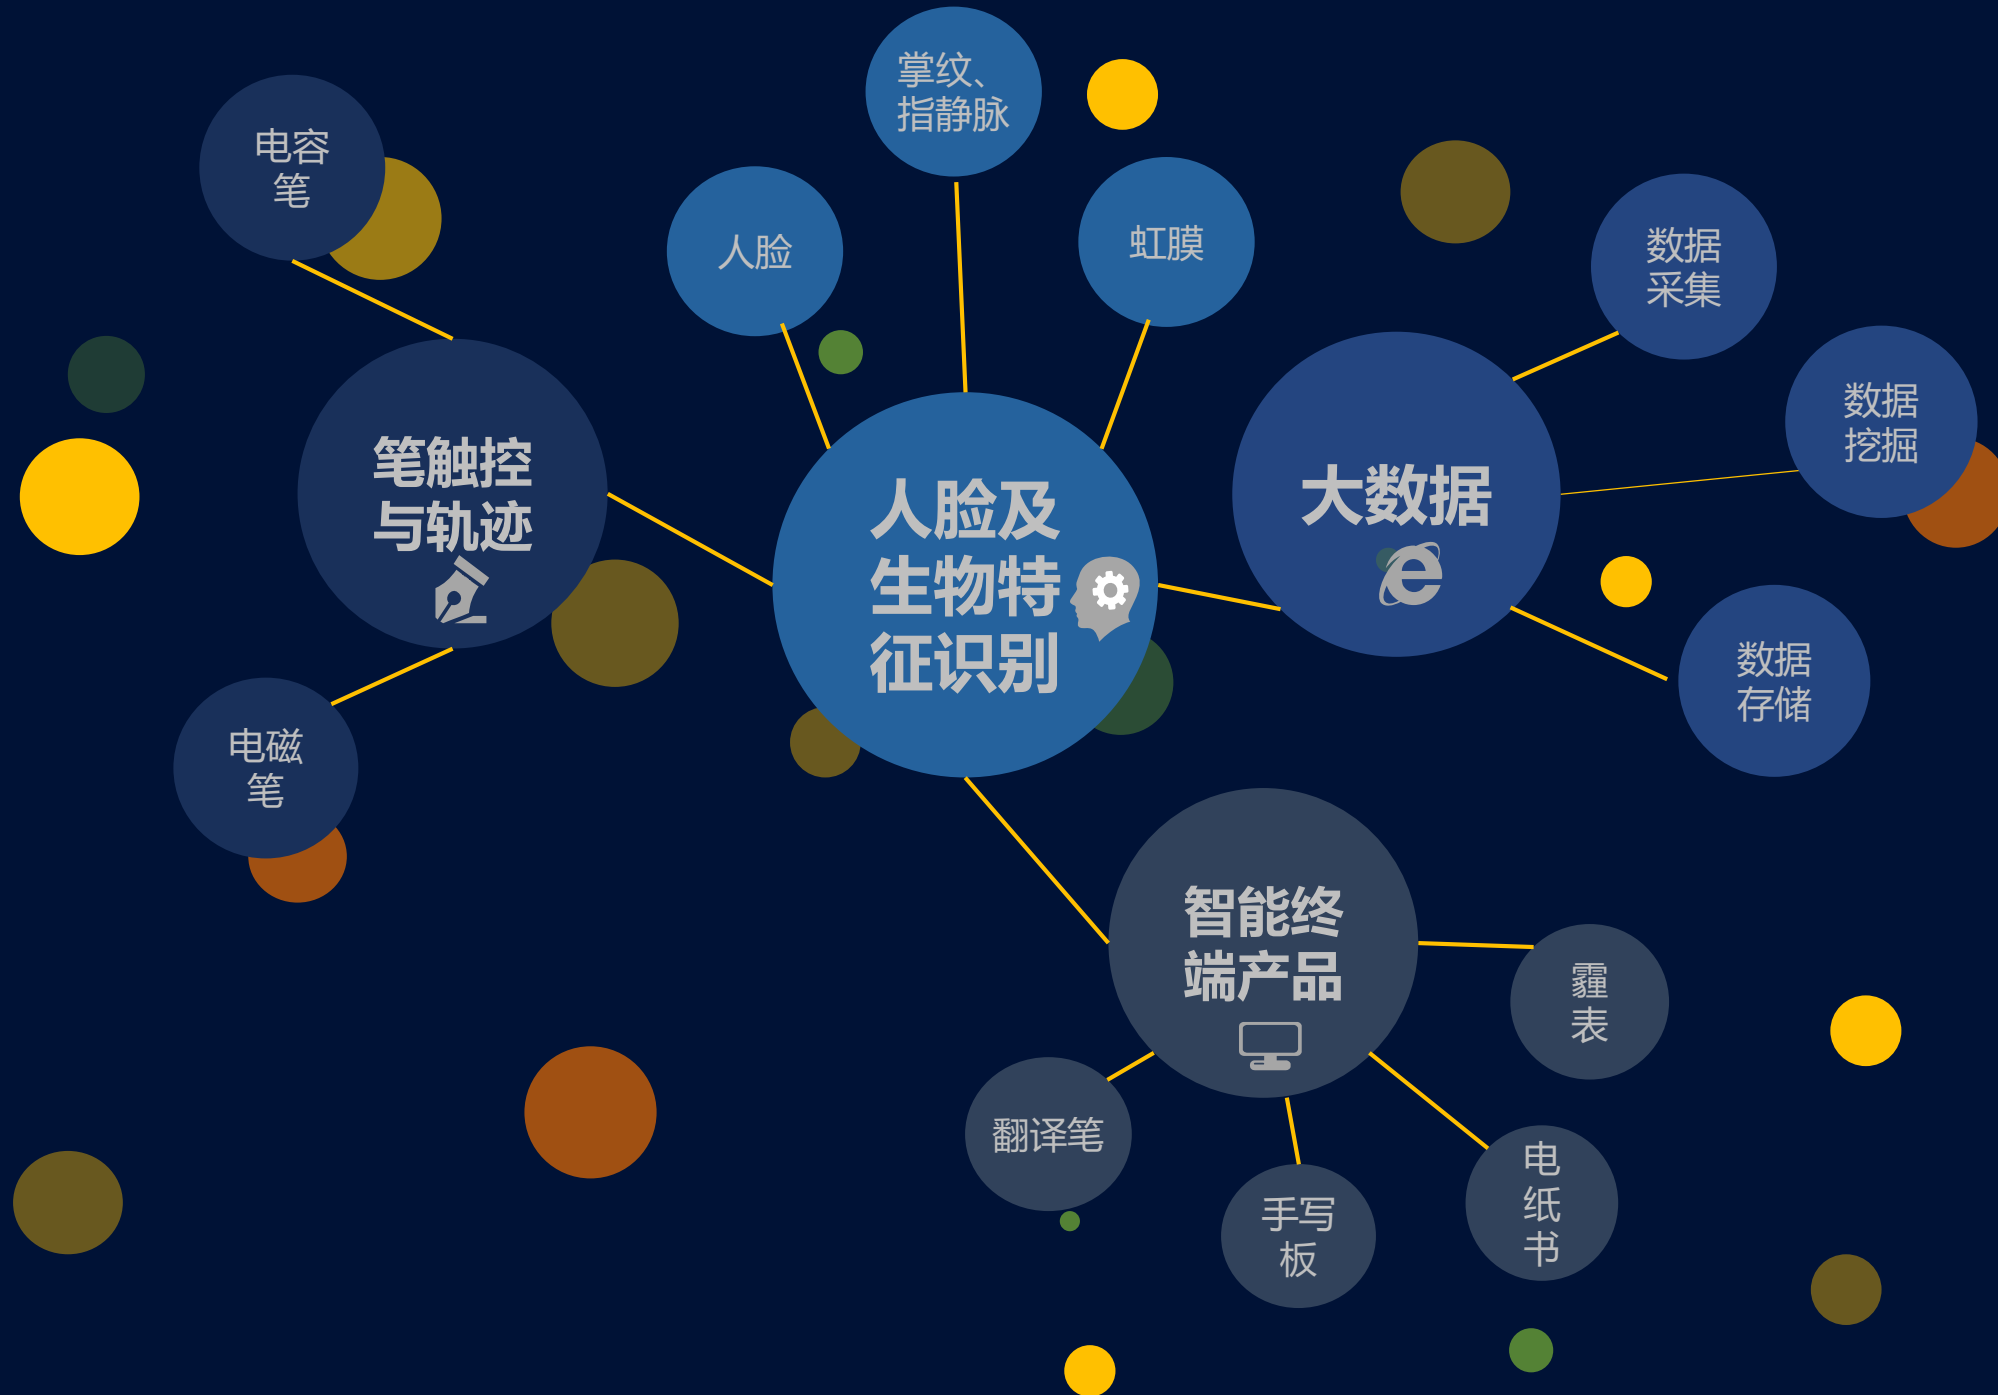 掌纹、
指静脉
电容
笔
人脸
虹膜
数据
采集
数据
挖掘
笔触控
与轨迹
人脸及
生物特
征识别
大数据
数据
存储
电磁
笔
智能终
端产品
霾
表
翻译笔
手写
板
电
纸
书